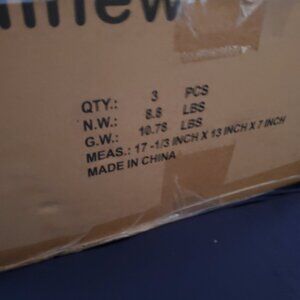 QTY.: 3 PCS
N.W.: 8.8 LBS
G.W.: 10.78 LBS
MEAS.: 17-1/3 INCH X 13 INCH X 7 INCH
MADE IN CHINA